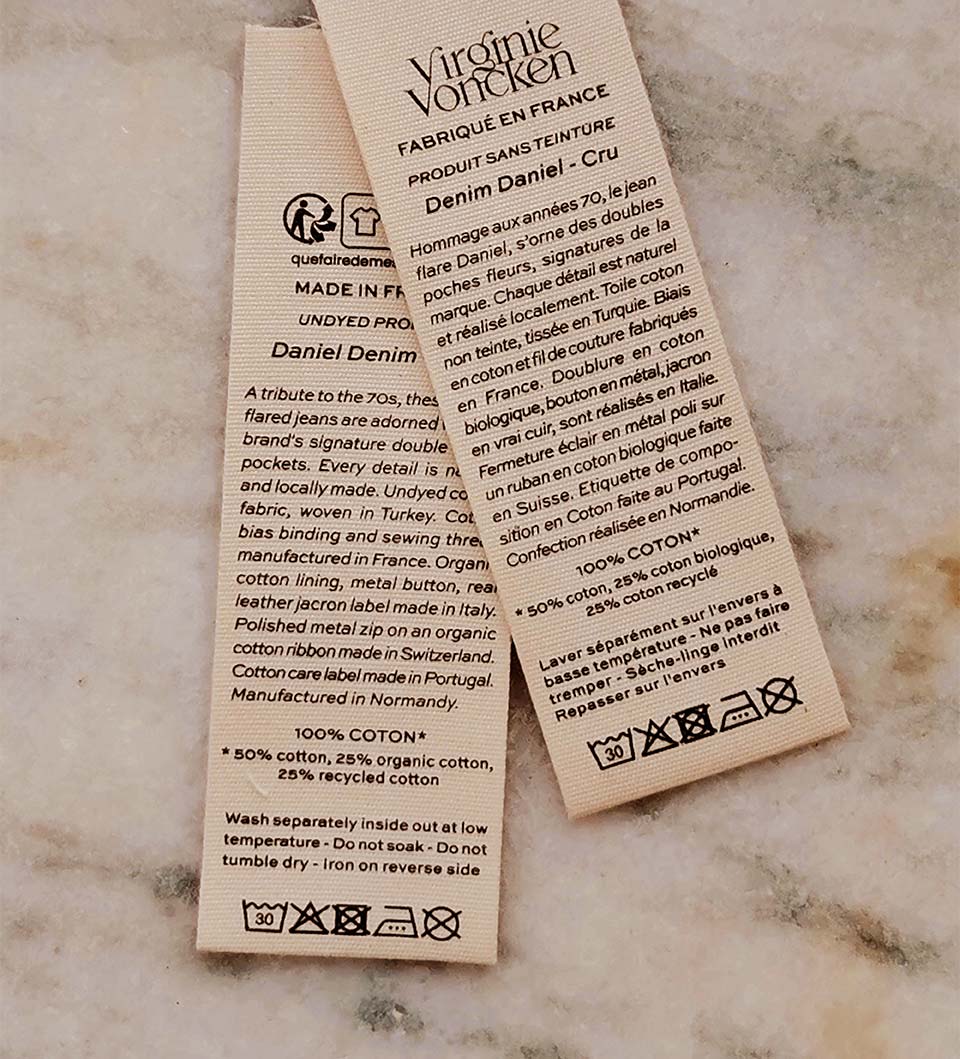 quefairedeme
MADE IN FR
UNDYED PRO
Daniel Denim
A tribute to the 70s, thes
flared jeans are adorned
brand's signature double
pockets. Every detail is n
and locally made. Undyed co
fabric, woven in Turkey. Cot
bias binding and sewing thre
manufactured in France. Organi
cotton lining, metal button, real
leather jacron label made in Italy.
Polished metal zip on an organic
cotton ribbon made in Switzerland.
Cotton care label made in Portugal.
Manufactured in Normandy.
100% COTON*
* 50% cotton, 25% organic cotton,
25% recycled cotton
Wash separately inside out at low
temperature - Do not soak - Do not
tumble dry - Iron on reverse side
30
Virginie
Voncken
FABRIQUÉ EN FRANCE
PRODUIT SANS TEINTURE
Denim Daniel - Cru
Hommage aux années 70, le jean
flare Daniel, s'orne des doubles
poches fleurs, signatures de la
marque. Chaque détail est naturel
et réalisé localement. Toile coton
non teinte, tissée en Turquie. Biais
en coton et fil de couture fabriqués
en France. Doublure en coton
biologique, bouton en métal, jacron
en vrai cuir, sont réalisés en Italie.
Fermeture éclair en métal poli sur
un ruban en coton biologique faite
en Suisse. Etiquette de compo-
sition en Coton faite au Portugal.
Confection réalisée en Normandie.
100% COTON*
* 50% coton, 25% coton biologique,
25% coton recyclé
Laver séparément sur l'envers à
basse température - Ne pas faire
tremper - Sèche-linge interdit
Repasser sur l'envers
30